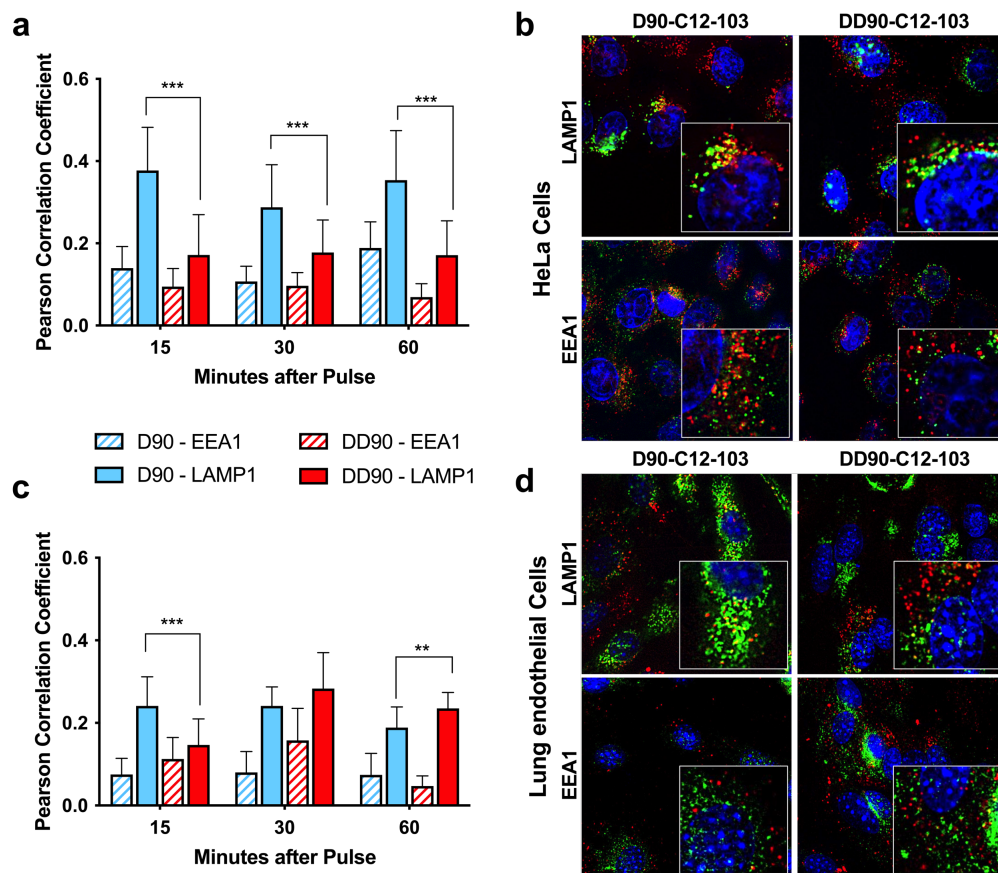 a
Pearson Correlation Coefficient
0.6
0.4
0.2
0.0
***
***
***
15
30
60
Minutes after Pulse
D90 - EEA1
DD90 - EEA1
D90 - LAMP1
DD90 - LAMP1
c
Pearson Correlation Coefficient
0.6
0.4
0.2
0.0
***
**
15
30
60
Minutes after Pulse
b
D90-C12-103
DD90-C12-103
HeLa Cells
LAMP1
EEA1
d
D90-C12-103
DD90-C12-103
Lung endothelial Cells
LAMP1
EEA1